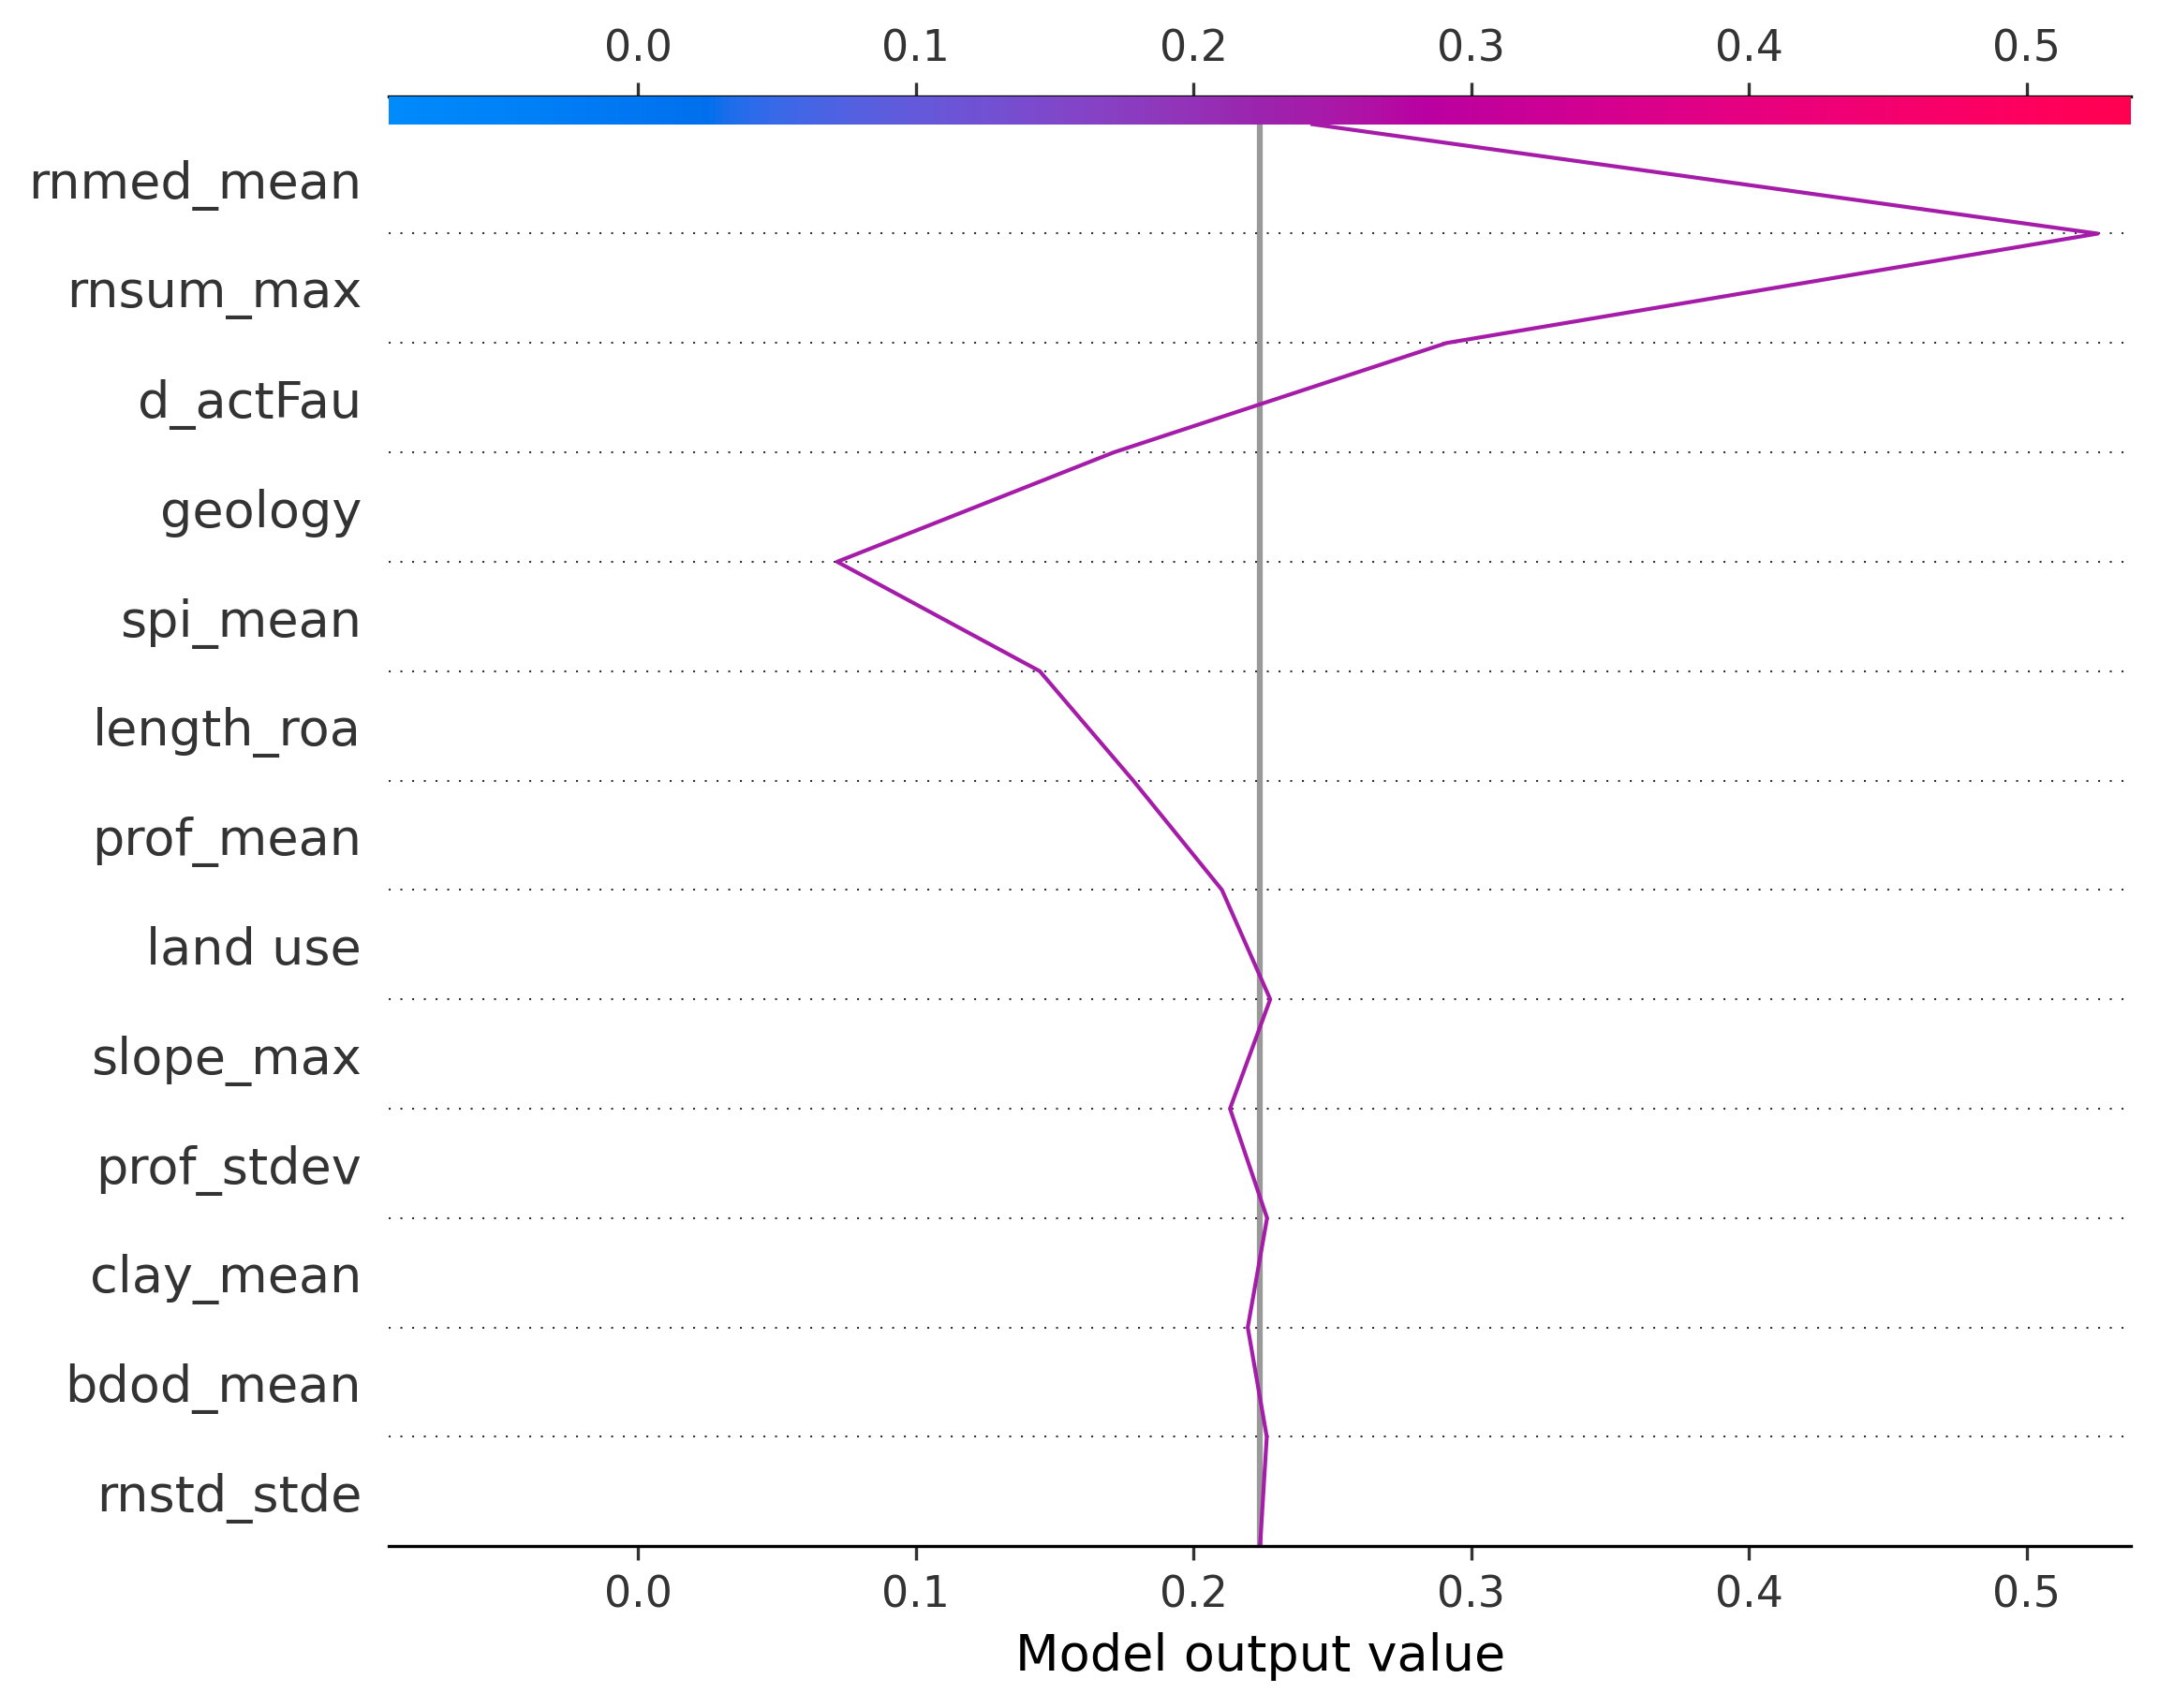 0.0 0.1 0.2 0.3 0.4 0.5
rnmed_mean
rnsum_max
d_actFau
geology
spi_mean
length_roa
prof_mean
land use
slope_max
prof_stdev
clay_mean
bdod_mean
rnstd_stde
0.0 0.1 0.2 0.3 0.4 0.5
Model output value